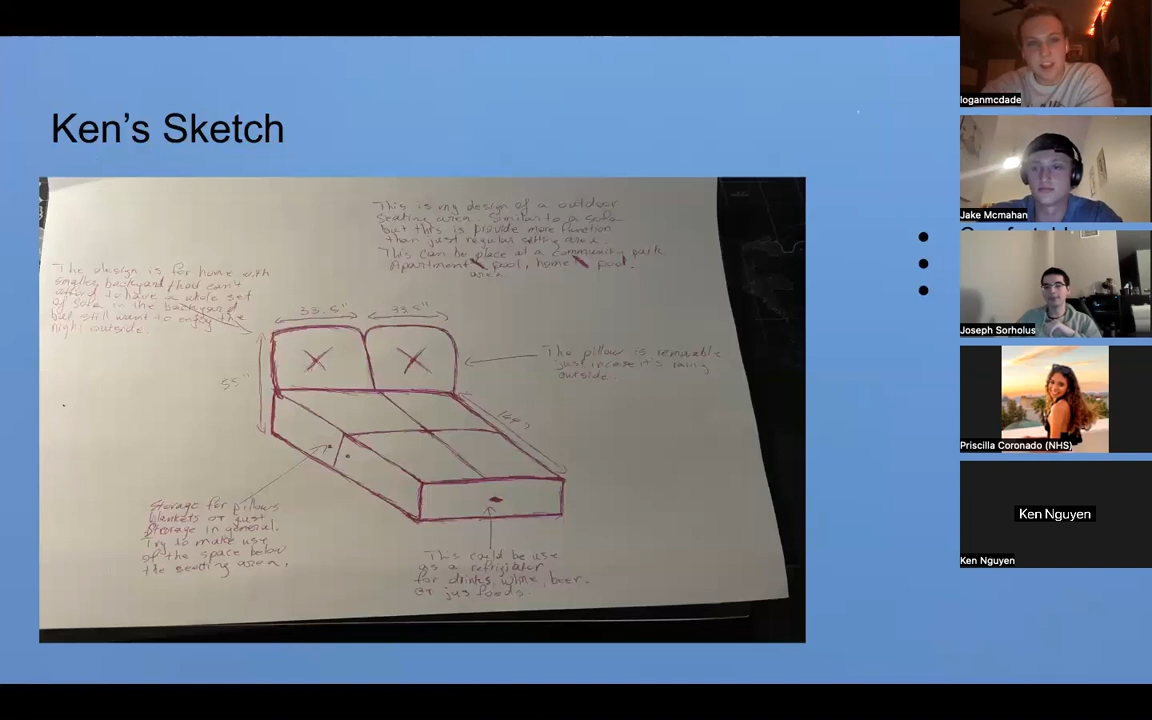 Ken's Sketch
This is my design of a outdoor
seating area. Similar to a sofa
but this is provide more function
than just regular setting area.
This can be place at a community park
Apartment pool, home pool.
area
The design is for home with
smaller backyard that can't
afford to have a whole set
of sofa in the backyard
but still want to enjoy the
night outside.
33.5" 33.5"
55"
The pillow is removable
just incase it's raining
outside.
Storage for pillows
blankets or just
storage in general.
Try to make use
of the space below
the seating area.
This could be use
as a refrigiator
for drinks, wine, beer.
or jus foods.
loganmcdade
Jake Mcmahan
Joseph Sorholus
Priscilla Coronado (NHS)
Ken Nguyen
Ken Nguyen